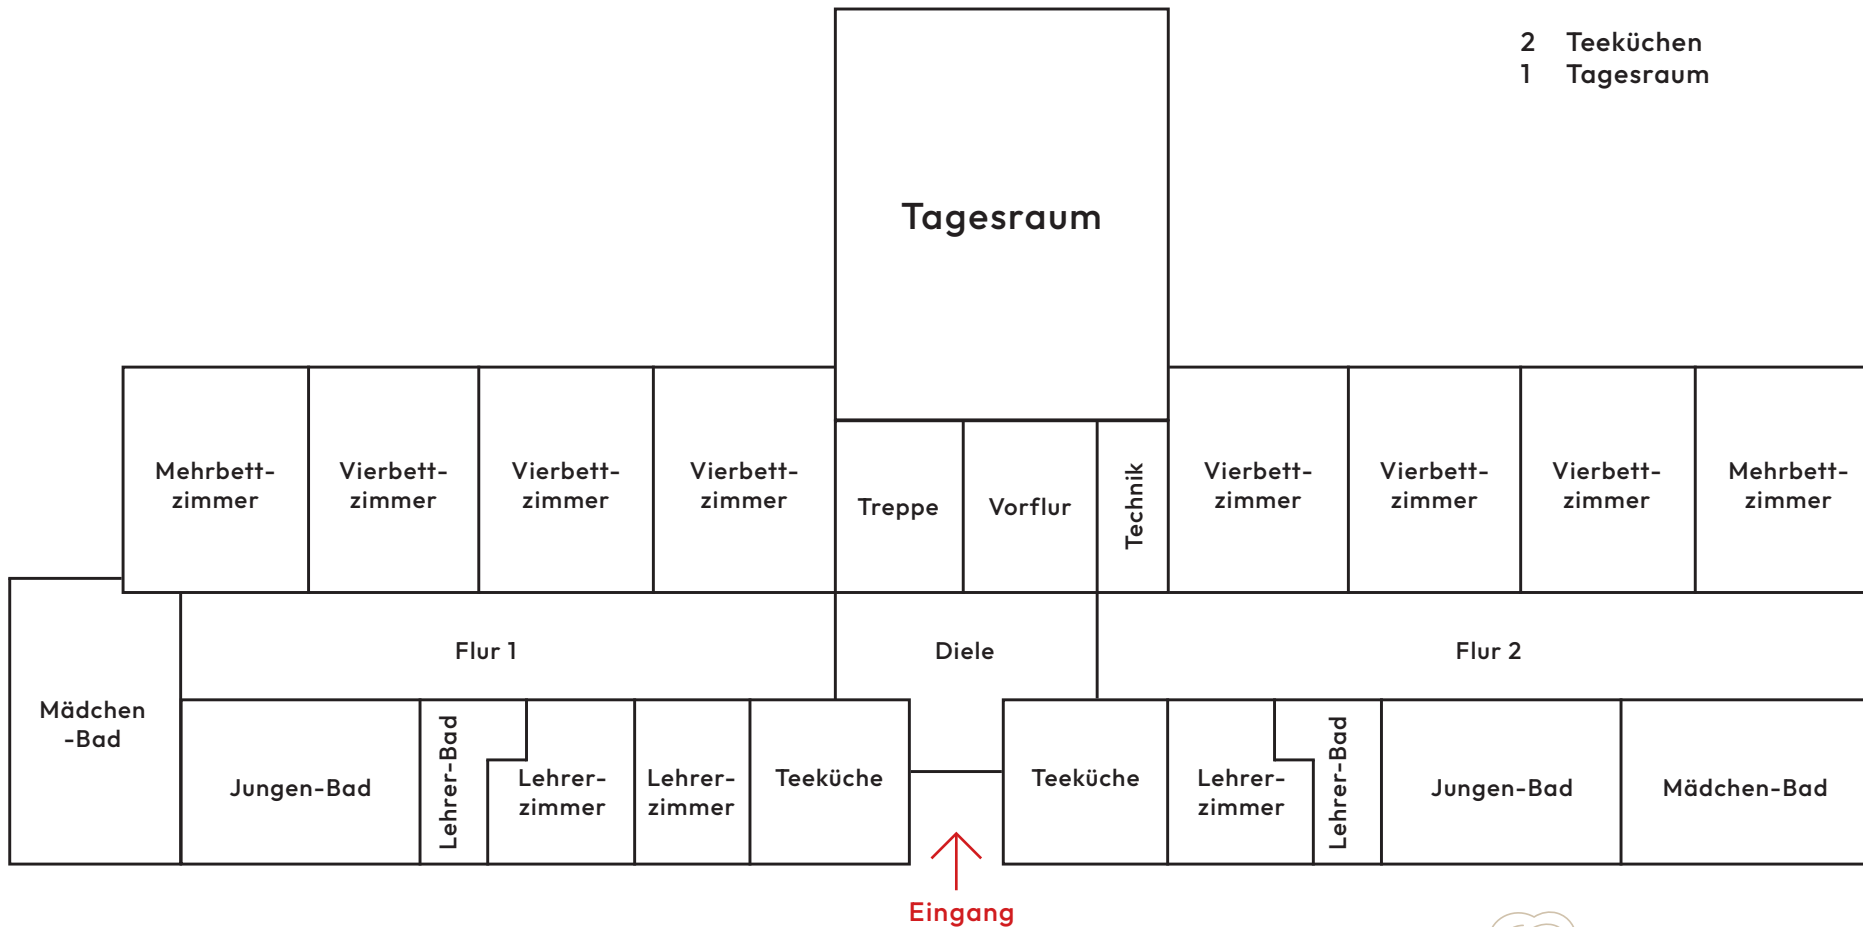 2 Teeküchen
1 Tagesraum
Tagesraum
Mehrbett-
zimmer
Vierbett-
zimmer
Vierbett-
zimmer
Vierbett-
zimmer
Treppe
Vorflur
Technik
Vierbett-
zimmer
Vierbett-
zimmer
Vierbett-
zimmer
Mehrbett-
zimmer
Flur 1
Diele
Flur 2
Mädchen
-Bad
Jungen-Bad
Lehrer-Bad
Lehrer-
zimmer
Lehrer-
zimmer
Teeküche
Teeküche
Lehrer-
zimmer
Lehrer-Bad
Jungen-Bad
Mädchen-Bad
Eingang